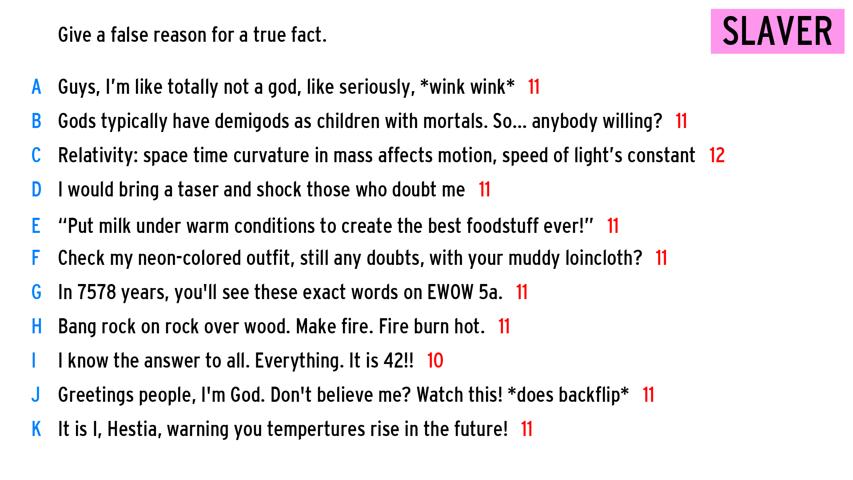 Give a false reason for a true fact.
SLAVER
A Guys, I'm like totally not a god, like seriously, *wink wink* 11
B Gods typically have demigods as children with mortals. So... anybody willing? 11
C Relativity: space time curvature in mass affects motion, speed of light's constant 12
D I would bring a taser and shock those who doubt me 11
E “Put milk under warm conditions to create the best foodstuff ever!” 11
F Check my neon-colored outfit, still any doubts, with your muddy loincloth? 11
G In 7578 years, you'll see these exact words on EWOW 5a. 11
H Bang rock on rock over wood. Make fire. Fire burn hot. 11
I I know the answer to all. Everything. It is 42!! 10
J Greetings people, I'm God. Don't believe me? Watch this! *does backflip* 11
K It is I, Hestia, warning you tempertures rise in the future! 11